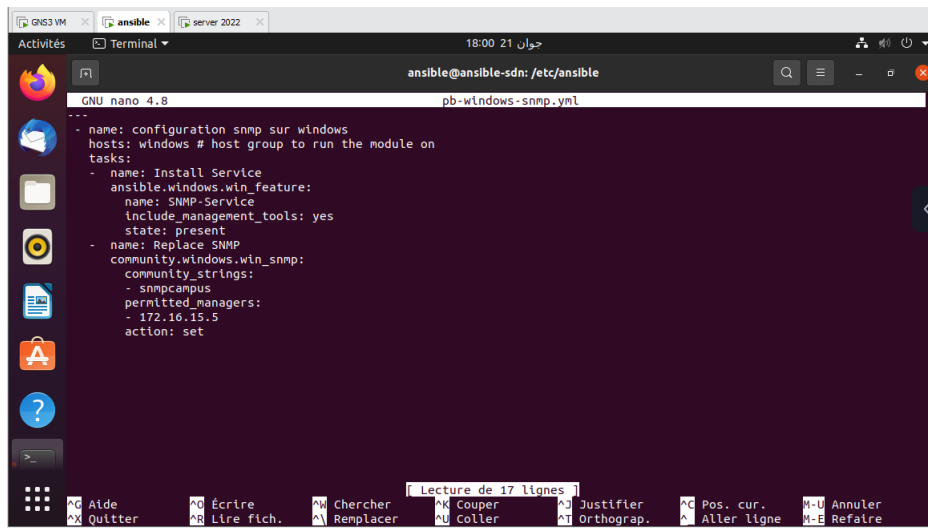 GNS3 VM ansible server 2022
Activités Terminal 18:00 21 جوان
ansible@ansible-sdn: /etc/ansible
GNU nano 4.8 pb-windows-snmp.yml
---
- name: configuration snmp sur windows
hosts: windows # host group to run the module on
tasks:
- name: Install Service
ansible.windows.win_feature:
name: SNMP-Service
include_management_tools: yes
state: present
- name: Replace SNMP
community.windows.win_snmp:
community_strings:
- snmpcampus
permitted_managers:
- 172.16.15.5
action: set
[ Lecture de 17 lignes ]
^G Aide ^O Écrire ^W Chercher ^K Couper ^J Justifier ^C Pos. cur. M-U Annuler
^X Quitter ^R Lire fich. ^\ Remplacer ^U Coller ^T Orthograp. ^_ Aller ligne M-E Refaire